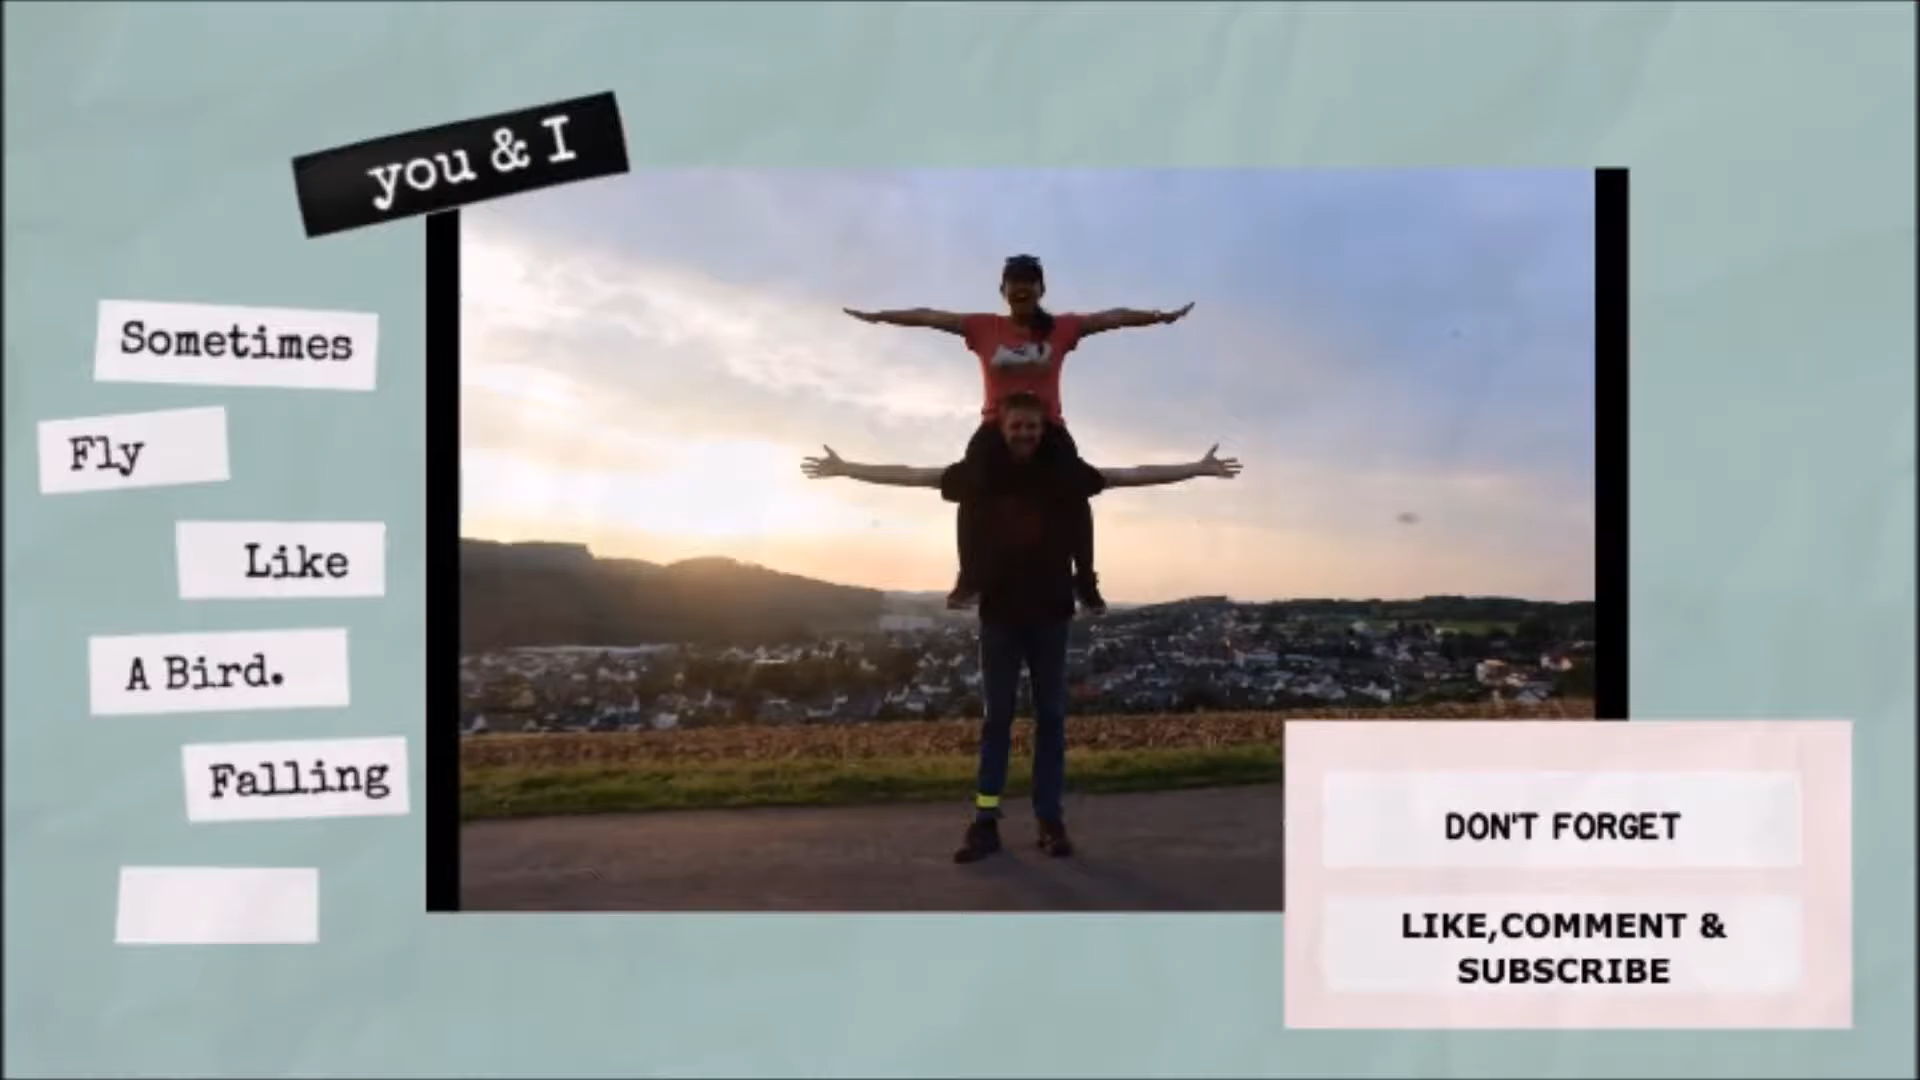 you & I
Sometimes
Fly
Like
A Bird.
Falling
DON'T FORGET
LIKE,COMMENT &
SUBSCRIBE